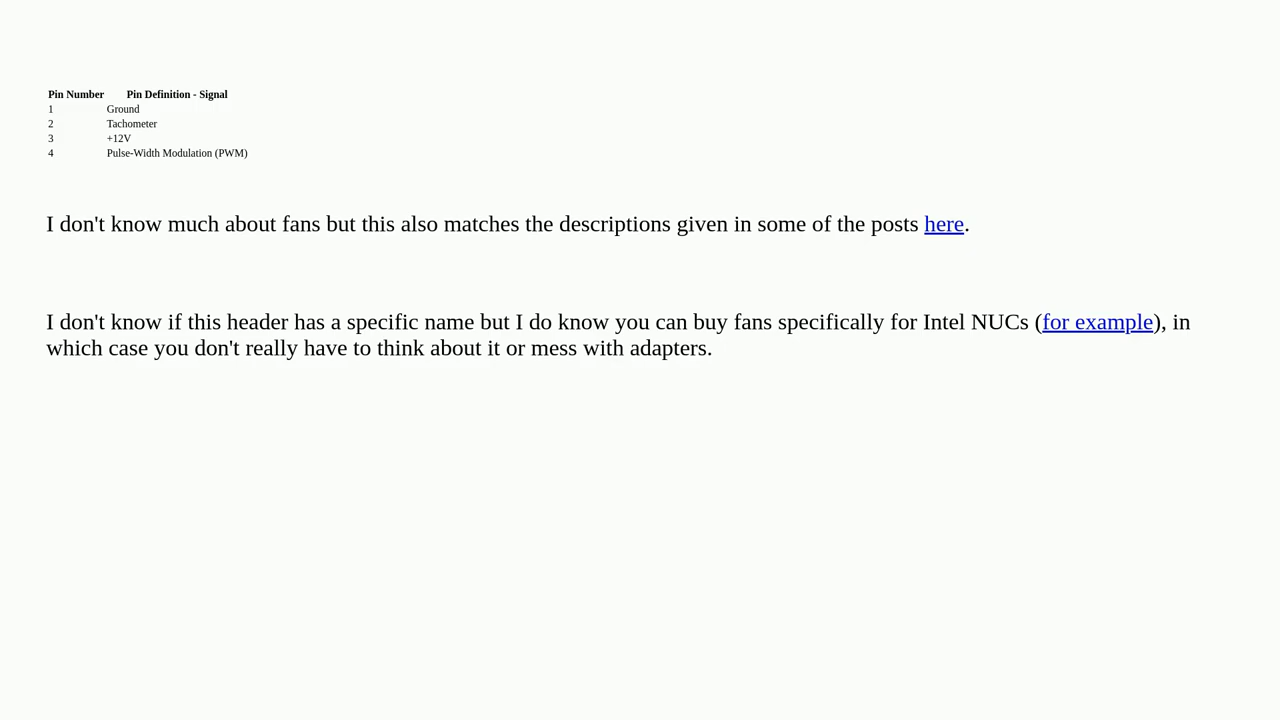 Pin Number Pin Definition - Signal
1 Ground
2 Tachometer
3 +12V
4 Pulse-Width Modulation (PWM)
I don't know much about fans but this also matches the descriptions given in some of the posts here.
I don't know if this header has a specific name but I do know you can buy fans specifically for Intel NUCs (for example), in
which case you don't really have to think about it or mess with adapters.